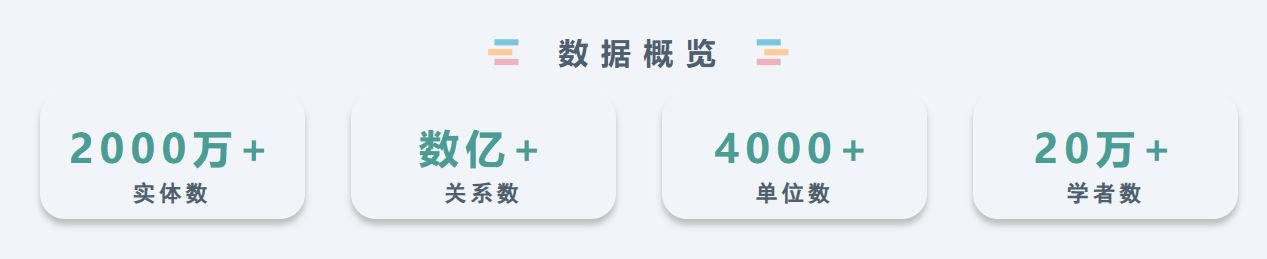 数据概览
2000万+
实体数
数亿+
关系数
4000+
单位数
20万+
学者数